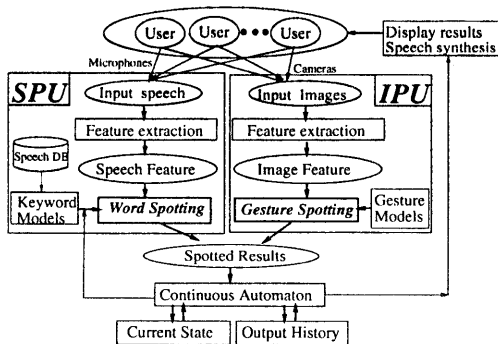 User User User
Display results
Speech synthesis
Microphones Cameras
SPU Input speech Input Images IPU
Feature extraction Feature extraction
Speech DB
Speech Feature Image Feature
Keyword
Models
Word Spotting Gesture Spotting
Gesture
Models
Spotted Results
Continuous Automaton
Current State Output History